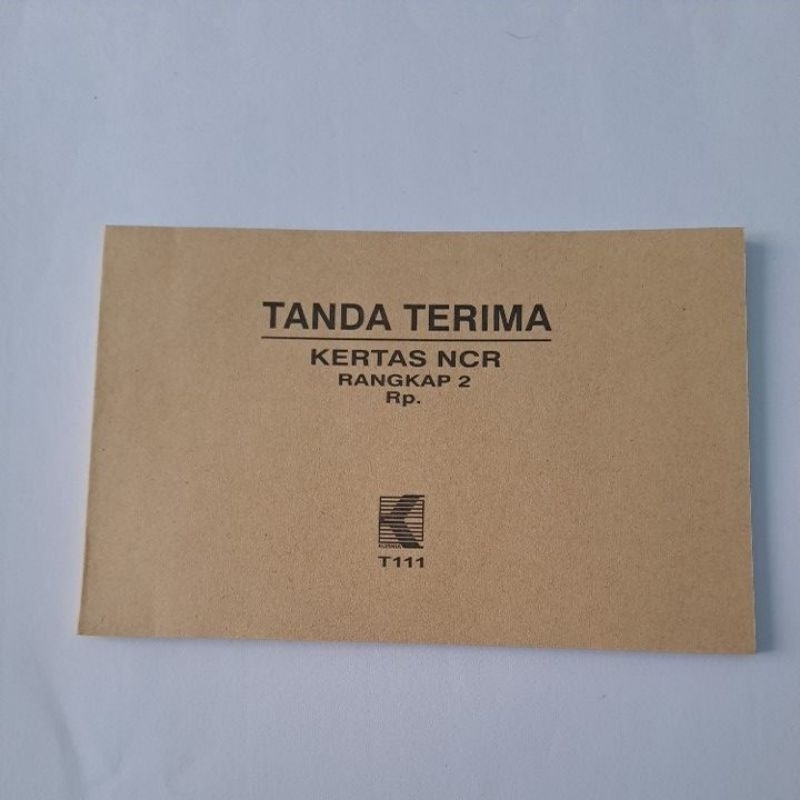 TANDA TERIMA
KERTAS NCR
RANGKAP 2
Rp.
T111